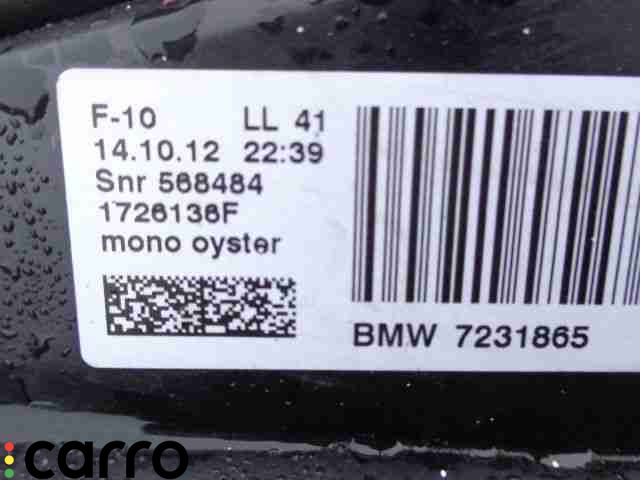 F-10 LL 41
14.10.12 22:39
Snr 568484
1726136F
mono oyster
BMW 7231865
carro